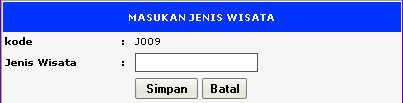 MASUKAN JENIS WISATA
kode : J009
Jenis Wisata :
Simpan Batal